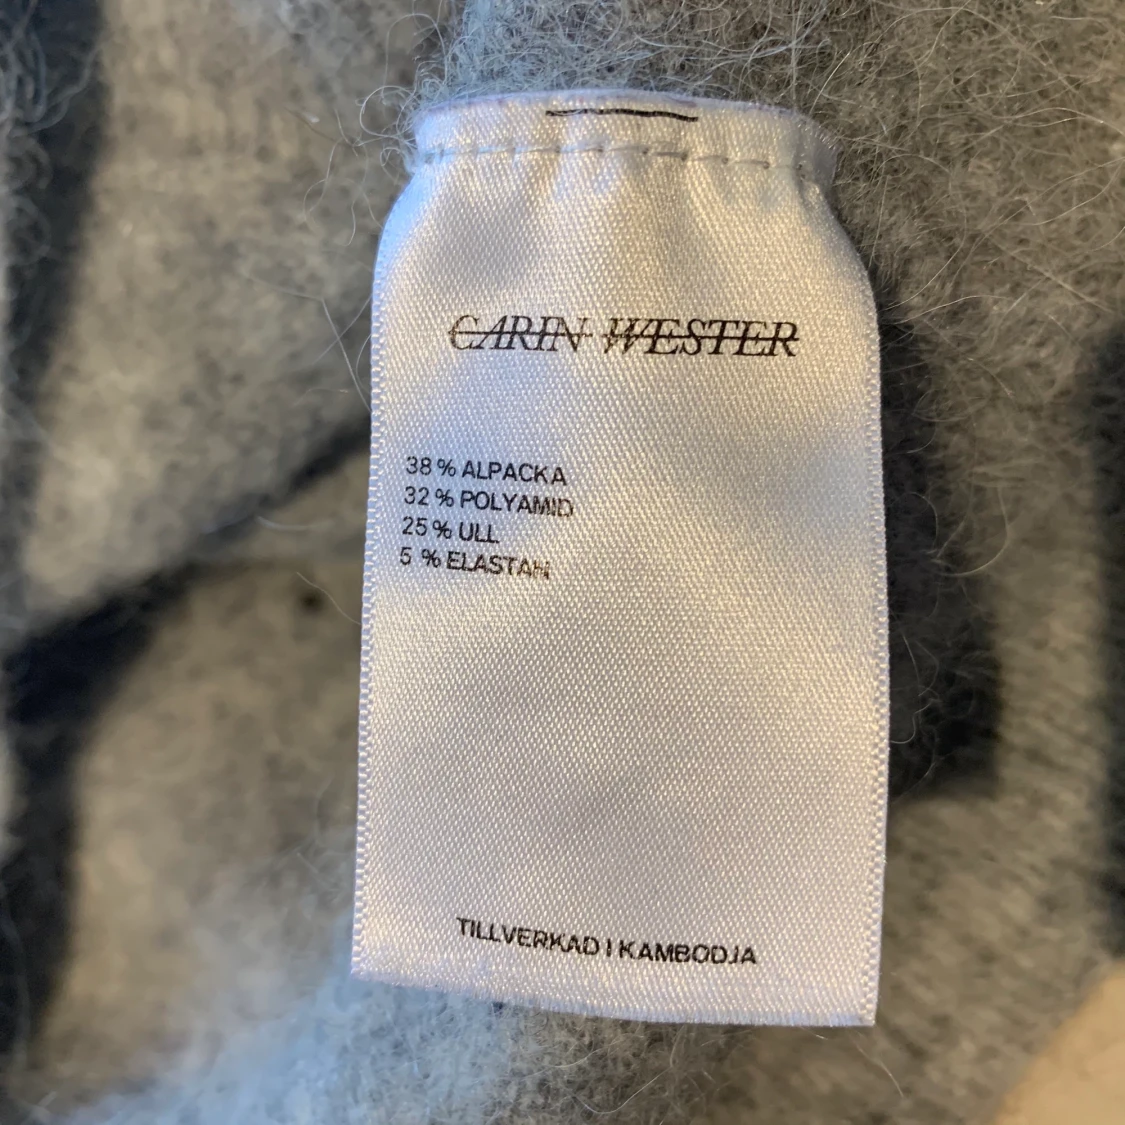 CARIN WESTER
38 % ALPACKA
32 % POLYAMID
25 % ULL
5 % ELASTAN
TILLVERKAD I KAMBODJA